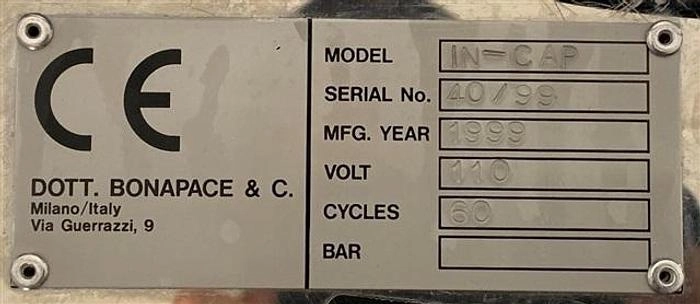 CE
DOTT. BONAPACE & C.
Milano/Italy
Via Guerrazzi, 9
MODEL IN-CAP
SERIAL No. 40/99
MFG. YEAR 1999
VOLT 110
CYCLES 60
BAR